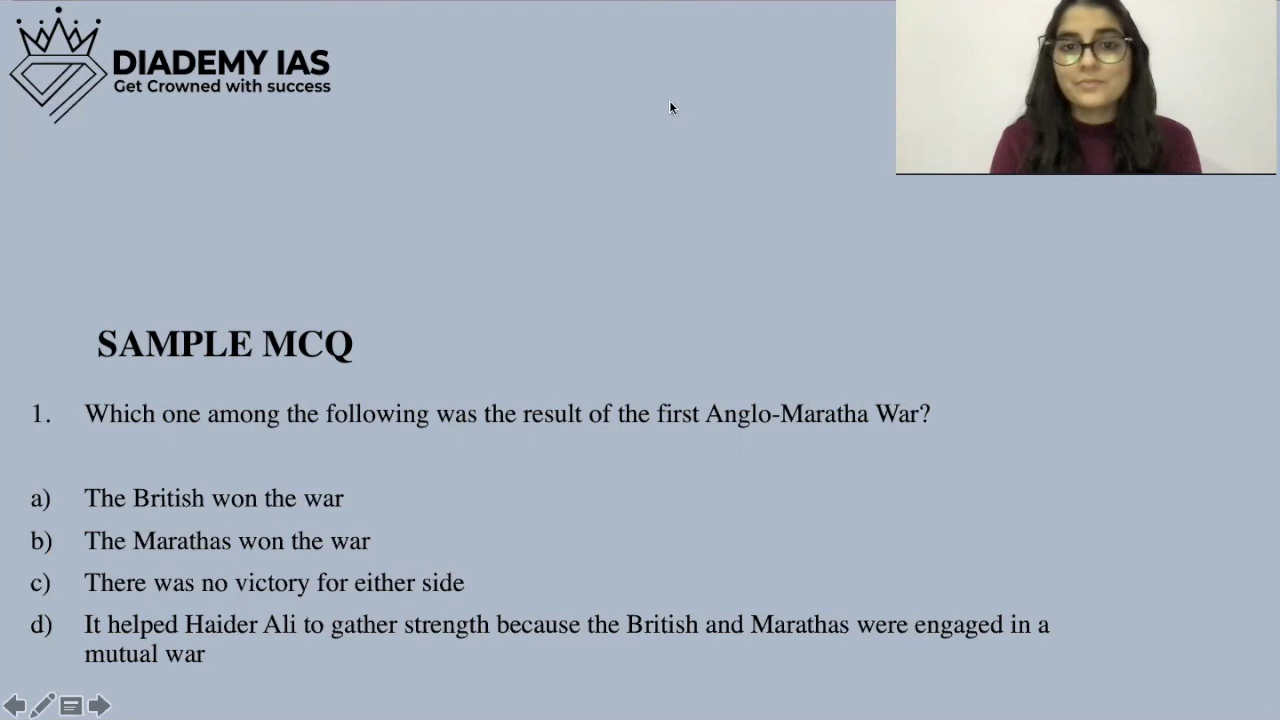 DIADEMY IAS
Get Crowned with success
SAMPLE MCQ
1. Which one among the following was the result of the first Anglo-Maratha War?
a) The British won the war
b) The Marathas won the war
c) There was no victory for either side
d) It helped Haider Ali to gather strength because the British and Marathas were engaged in a
mutual war